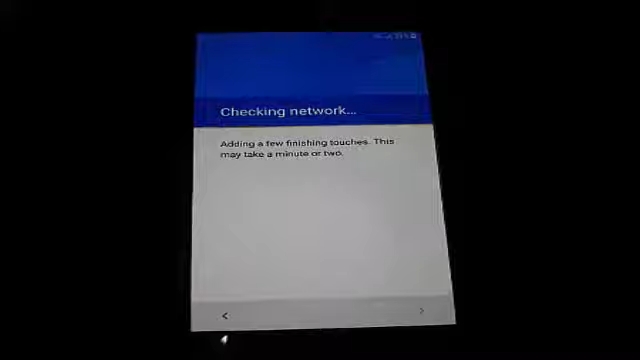 Checking network...
Adding a few finishing touches. This
may take a minute or two.